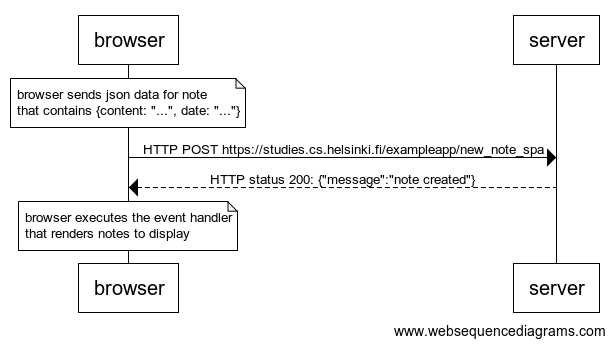 browser
server
browser sends json data for note
that contains {content: "...", date: "..."}
HTTP POST https://studies.cs.helsinki.fi/exampleapp/new_note_spa
HTTP status 200: {"message":"note created"}
browser executes the event handler
that renders notes to display
browser
server
www.websequencediagrams.com